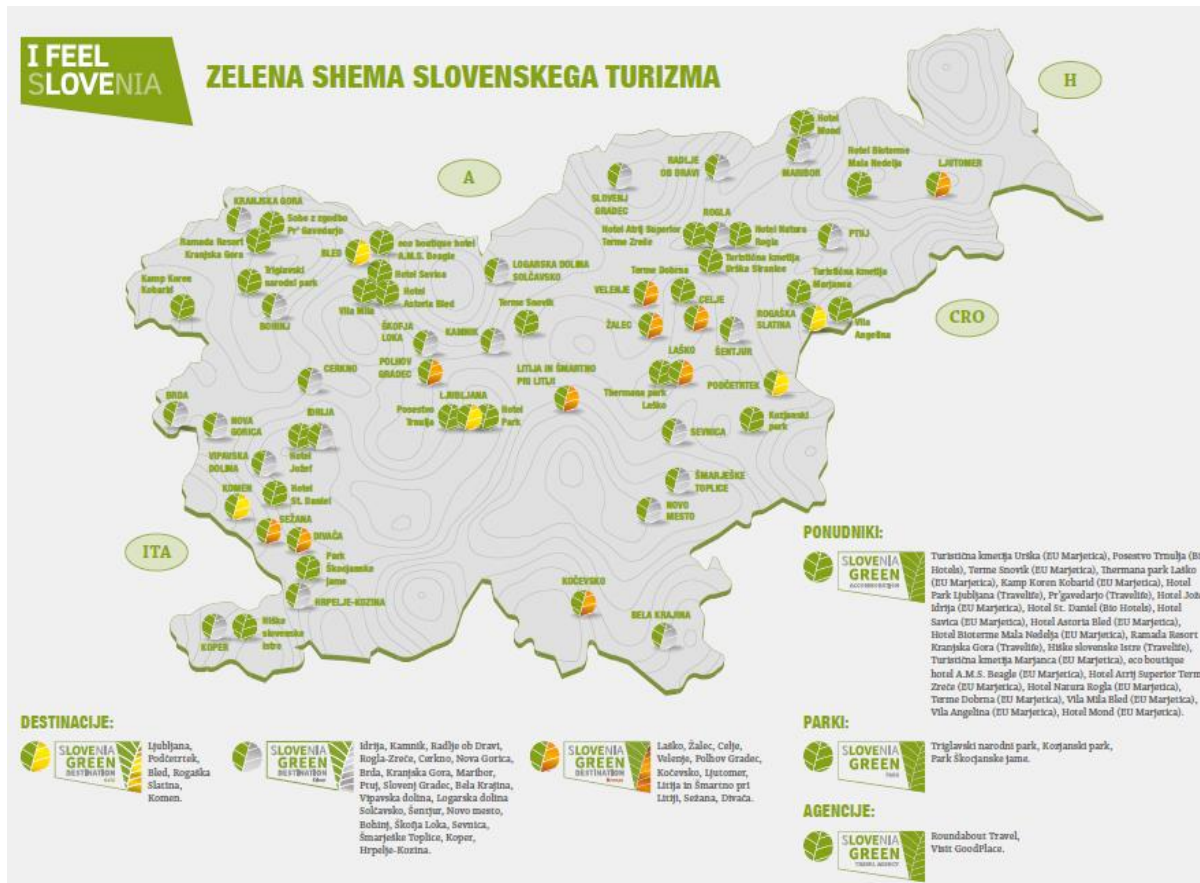 I FEEL
SLOVENIA
ZELENA SHEMA SLOVENSKEGA TURIZMA
H
A
CRO
ITA
Hotel
Mond
MARIBOR
Hotel Bioterme
Mala Nedelja
LJUTOMER
RADLJE
OB DRAVI
SLOVENJ
GRADEC
KRANJSKA GORA
Sobe z zgodbo
Pr' Gavedarjo
Ramada Resort
Kranjska Gora
BLED
eco boutique hotel
A.M.S. Beagle
Hotel Savica
Hotel
Astoria Bled
Vila Mila
Triglavski
narodni park
BOHINJ
Kamp Koren
Kobarid
LOGARSKA DOLINA
SOLČAVSKO
Terme Snovik
ROGLA
Hotel Atrij Superior
Terme Zreče
Hotel Natura
Rogla
Turistična kmetija
Urška Stranice
PTUJ
Turistična kmetija
Marjanca
Terme Dobrna
VELENJE
CELJE
ŽALEC
ŠENTJUR
ROGAŠKA
SLATINA
Vila
Angelina
ŠKOFJA
LOKA
KAMNIK
POLHOV
GRADEC
LITIJA IN ŠMARTNO
PRI LITIJI
LAŠKO
Thermana park
Laško
PODČETRTEK
CERKNO
LJUBLJANA
Posestvo
Trnulja
Hotel
Park
Kozjanski
park
BRDA
NOVA
GORICA
IDRIJA
Hotel
Jožef
SEVNICA
VIPAVSKA
DOLINA
Hotel
St. Daniel
KOMEN
ŠMARJEŠKE
TOPLICE
NOVO
MESTO
SEŽANA
DIVAČA
Park
Škocjanske
jame
HRPELJE-KOZINA
KOČEVSKO
BELA KRAJINA
KOPER
Hiške
slovenske
Istre
PONUDNIKI:
SLOVENIA
GREEN
ACCOMMODATION
Turistična kmetija Urška (EU Marjetica), Posestvo Trnulja (Bi
Hotels), Terme Snovik (EU Marjetica), Thermana park Laško
(EU Marjetica), Kamp Koren Kobarid (EU Marjetica), Hotel
Park Ljubljana (Travelife), Pr'gavedarjo (Travelife), Hotel Jože
Idrija (EU Marjetica), Hotel St. Daniel (Bio Hotels), Hotel
Savica (EU Marjetica), Hotel Astoria Bled (EU Marjetica),
Hotel Bioterme Mala Nedelja (EU Marjetica), Ramada Resort
Kranjska Gora (Travelife), Hiške slovenske Istre (Travelife),
Turistična kmetija Marjanca (EU Marjetica), eco boutique
hotel A.M.S. Beagle (EU Marjetica), Hotel Atrij Superior Term
Zreče (EU Marjetica), Hotel Natura Rogla (EU Marjetica),
Terme Dobrna (EU Marjetica), Vila Mila Bled (EU Marjetica),
Vila Angelina (EU Marjetica), Hotel Mond (EU Marjetica).
DESTINACIJE:
SLOVENIA
GREEN
DESTINATION
Ljubljana,
Podčetrtek,
Bled, Rogaška
Slatina,
Komen.
SLOVENIA
GREEN
DESTINATION
Silver
Idrija, Kamnik, Radlje ob Dravi,
Rogla-Zreče, Cerkno, Nova Gorica,
Brda, Kranjska Gora, Maribor,
Ptuj, Slovenj Gradec, Bela Krajina,
Vipavska dolina, Logarska dolina
Solčavsko, Šentjur, Novo mesto,
Bohinj, Škofja Loka, Sevnica,
Šmarješke Toplice, Koper,
Hrpelje-Kozina.
SLOVENIA
GREEN
DESTINATION
Bronze
Laško, Žalec, Celje,
Velenje, Polhov Gradec,
Kočevsko, Ljutomer,
Litija in Šmartno pri
Litiji, Sežana, Divača.
PARKI:
SLOVENIA
GREEN
PARK
Triglavski narodni park, Kozjanski park,
Park Škocjanske jame.
AGENCIJE:
SLOVENIA
GREEN
TRAVEL AGENCY
Roundabout Travel,
Visit GoodPlace.